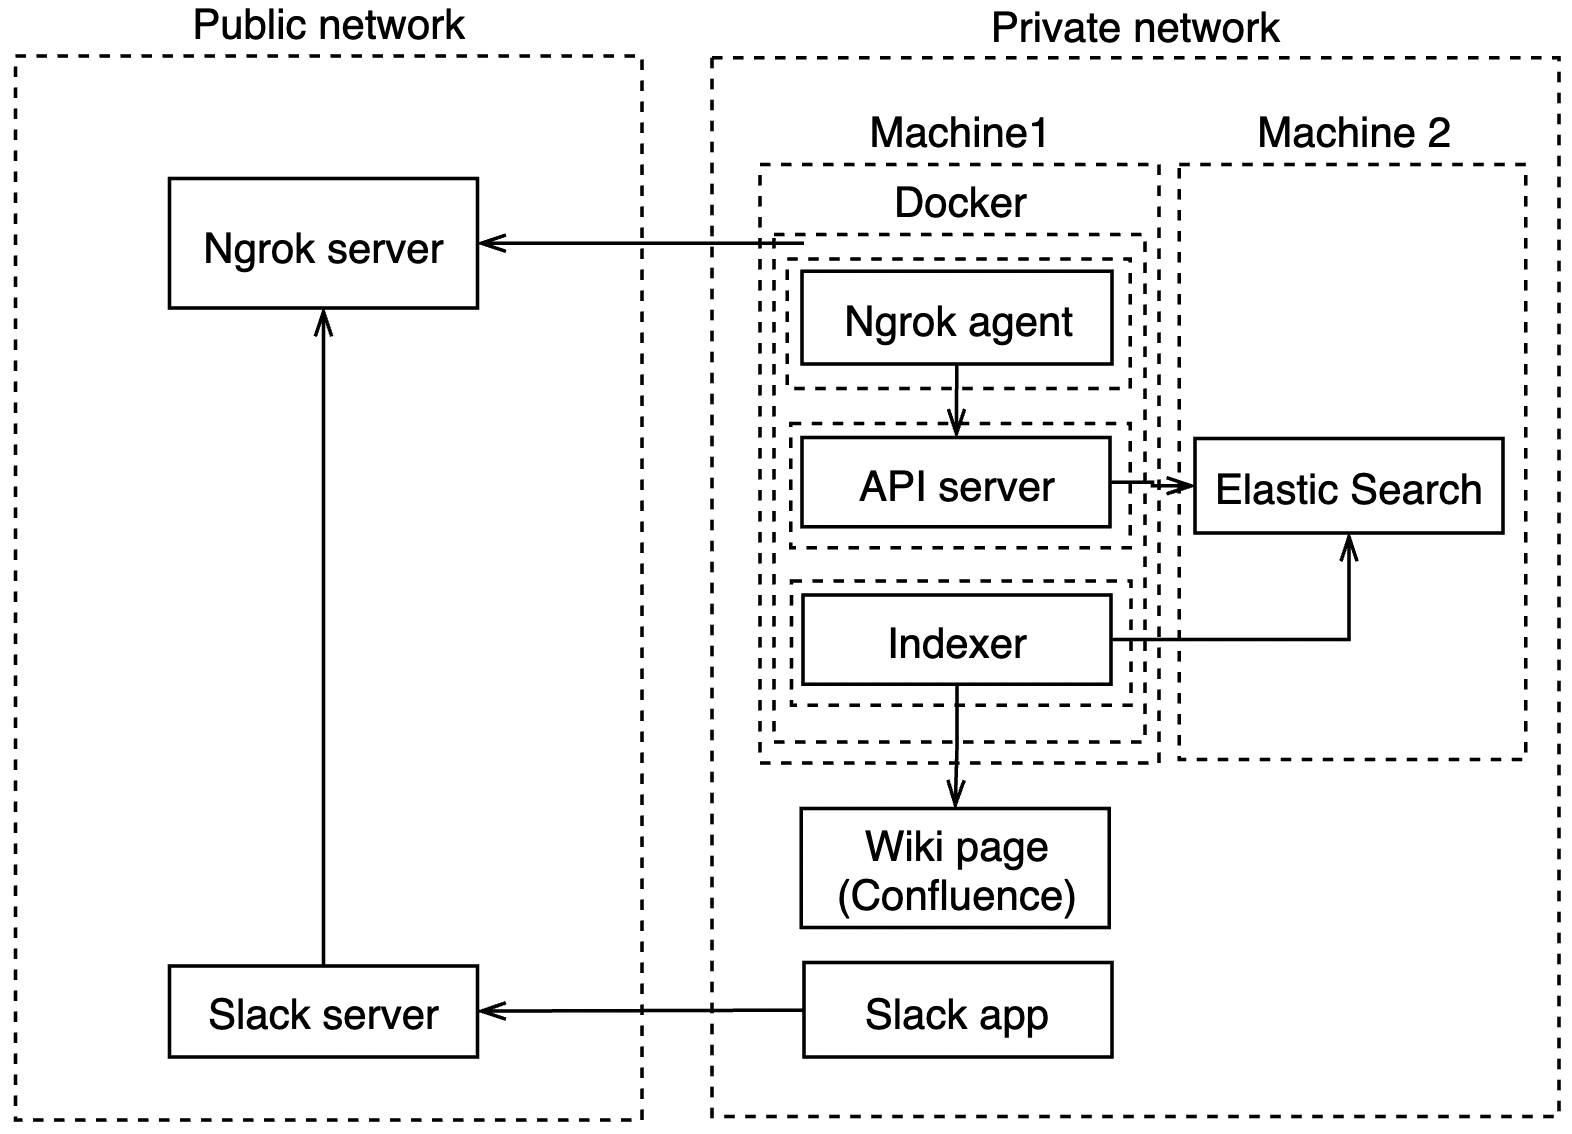 Public network
Private network
Machine1
Machine 2
Docker
Ngrok server
Ngrok agent
API server
Elastic Search
Indexer
Wiki page
(Confluence)
Slack server
Slack app